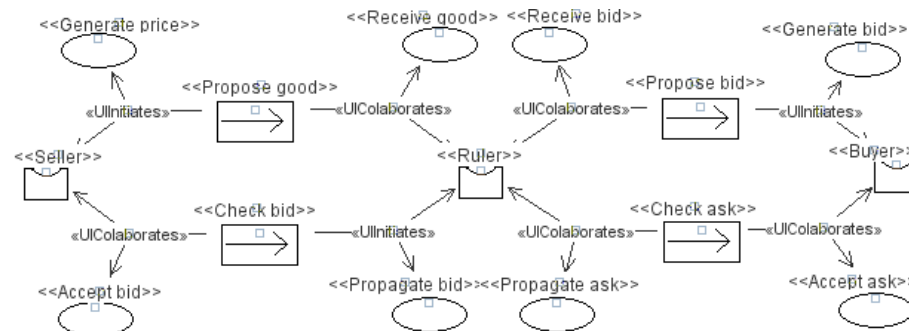 <<Generate price>>
<<Receive good>>
<<Receive bid>>
<<Generate bid>>
<<Propose good>>
<<Propose bid>>
«UIInitiates»
«UIColaborates»
«UIColaborates»
«UIInitiates»
<<Seller>>
<<Ruler>>
<<Buyer>>
<<Check bid>>
<<Check ask>>
«UIColaborates»
«UIInitiates»
«UIColaborates»
«UIColaborates»
<<Accept bid>>
<<Propagate bid>>
<<Propagate ask>>
<<Accept ask>>